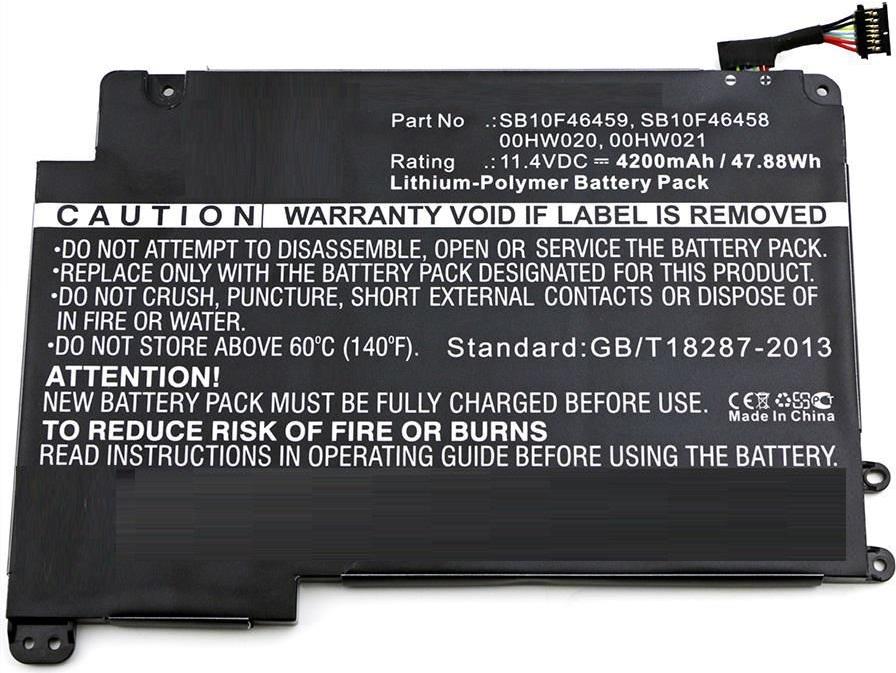 Part No .:SB10F46459, SB10F46458
00HW020, 00HW021
Rating .:11.4VDC ⎓ 4200mAh / 47.88Wh
Lithium-Polymer Battery Pack
CAUTION WARRANTY VOID IF LABEL IS REMOVED
•DO NOT ATTEMPT TO DISASSEMBLE, OPEN OR SERVICE THE BATTERY PACK.
•REPLACE ONLY WITH THE BATTERY PACK DESIGNATED FOR THIS PRODUCT.
•DO NOT CRUSH, PUNCTURE, SHORT EXTERNAL CONTACTS OR DISPOSE OF
IN FIRE OR WATER.
•DO NOT STORE ABOVE 60°C (140°F). Standard:GB/T18287-2013
ATTENTION!
NEW BATTERY PACK MUST BE FULLY CHARGED BEFORE USE.
CE
Made In China
TO REDUCE RISK OF FIRE OR BURNS
READ INSTRUCTIONS IN OPERATING GUIDE BEFORE USING THE BATTERY.